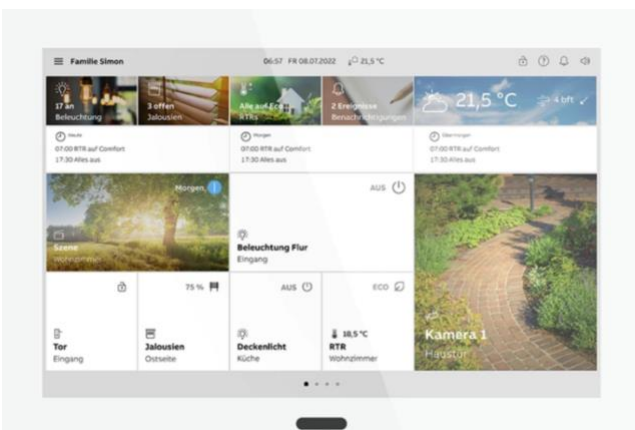 Familie Simon
06:57 FR 08.07.2022 21,5 °C
17 an
Beleuchtung
3 offen
Jalousien
Alle auf Eco
RTRs
2 Ereignisse
Benachrichtigungen
21,5 °C
4 bft
Heute
07:00 RTR auf Comfort
17:30 Alles aus
Morgen
07:00 RTR auf Comfort
17:30 Alles aus
Übermorgen
07:00 RTR auf Comfort
17:30 Alles aus
Morgen,
Szene
Wohnzimmer
AUS
Beleuchtung Flur
Eingang
Tor
Eingang
75 %
Jalousien
Ostseite
AUS
Deckenlicht
Küche
ECO
18,5 °C
RTR
Wohnzimmer
Kamera 1
Haustür